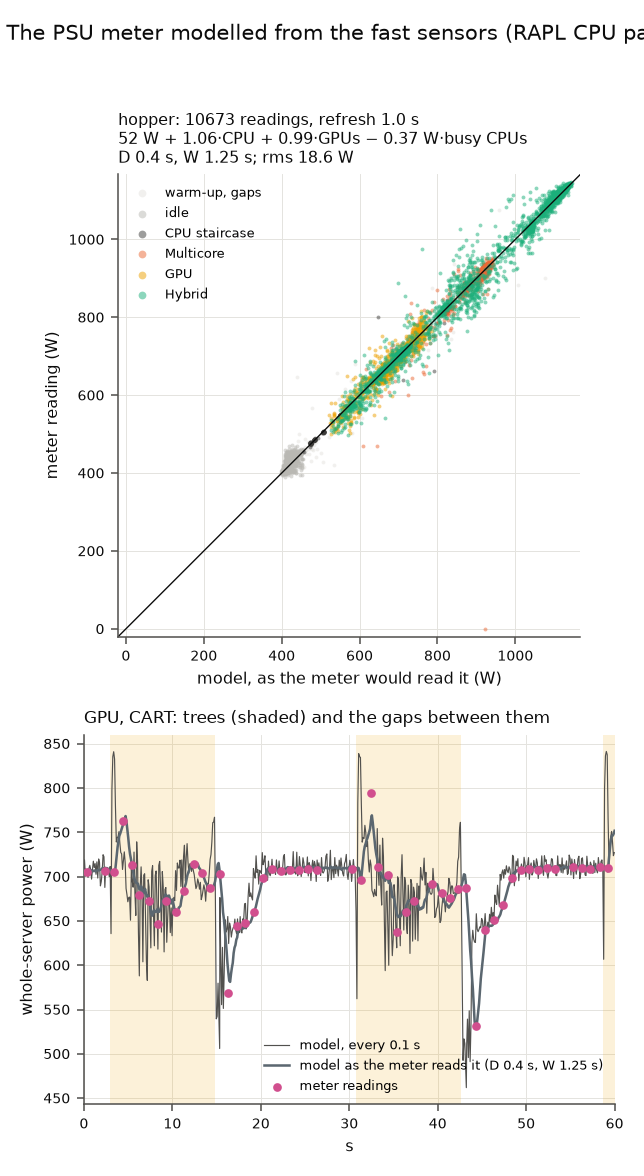 The PSU meter modelled from the fast sensors (RAPL CPU pa
hopper: 10673 readings, refresh 1.0 s
52 W + 1.06·CPU + 0.99·GPUs − 0.37 W·busy CPUs
D 0.4 s, W 1.25 s; rms 18.6 W
warm-up, gaps
idle
CPU staircase
Multicore
GPU
Hybrid
meter reading (W)
1000
800
600
400
200
0
0 200 400 600 800 1000
model, as the meter would read it (W)
GPU, CART: trees (shaded) and the gaps between them
whole-server power (W)
850
800
750
700
650
600
550
500
450
model, every 0.1 s
model as the meter reads it (D 0.4 s, W 1.25 s)
meter readings
0 10 20 30 40 50 60
s